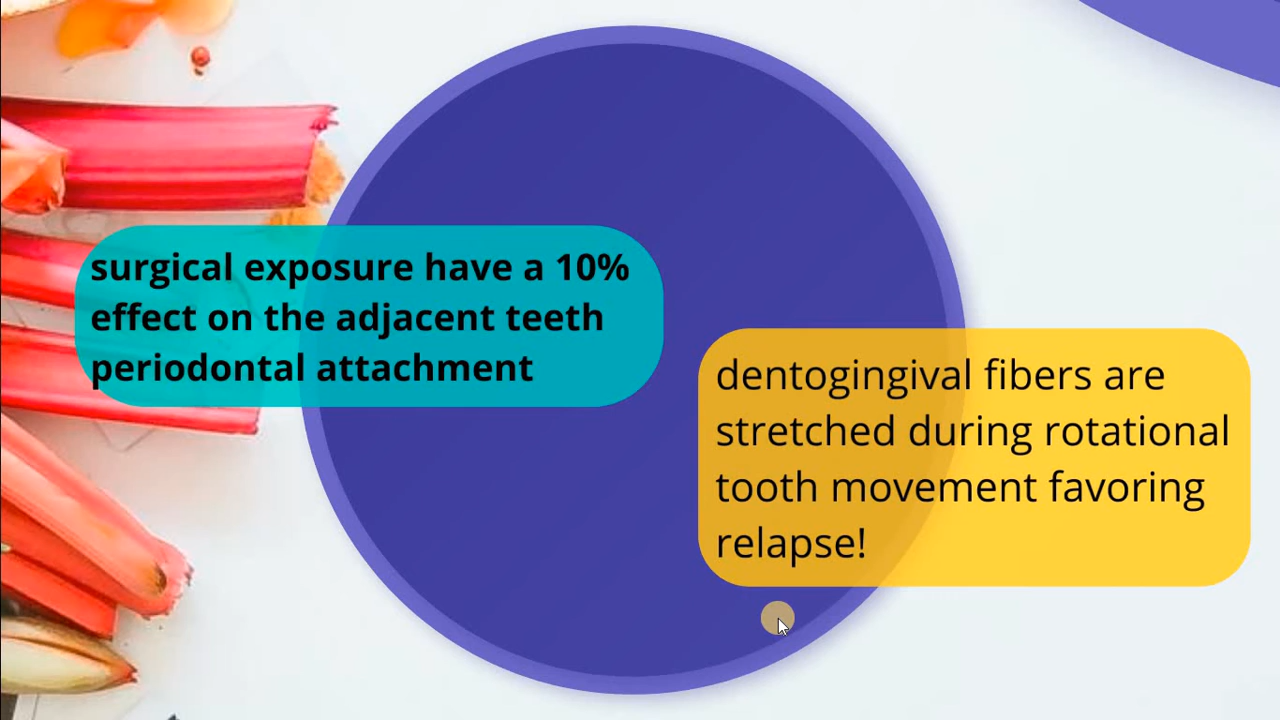 surgical exposure have a 10%
effect on the adjacent teeth
periodontal attachment
dentogingival fibers are
stretched during rotational
tooth movement favoring
relapse!